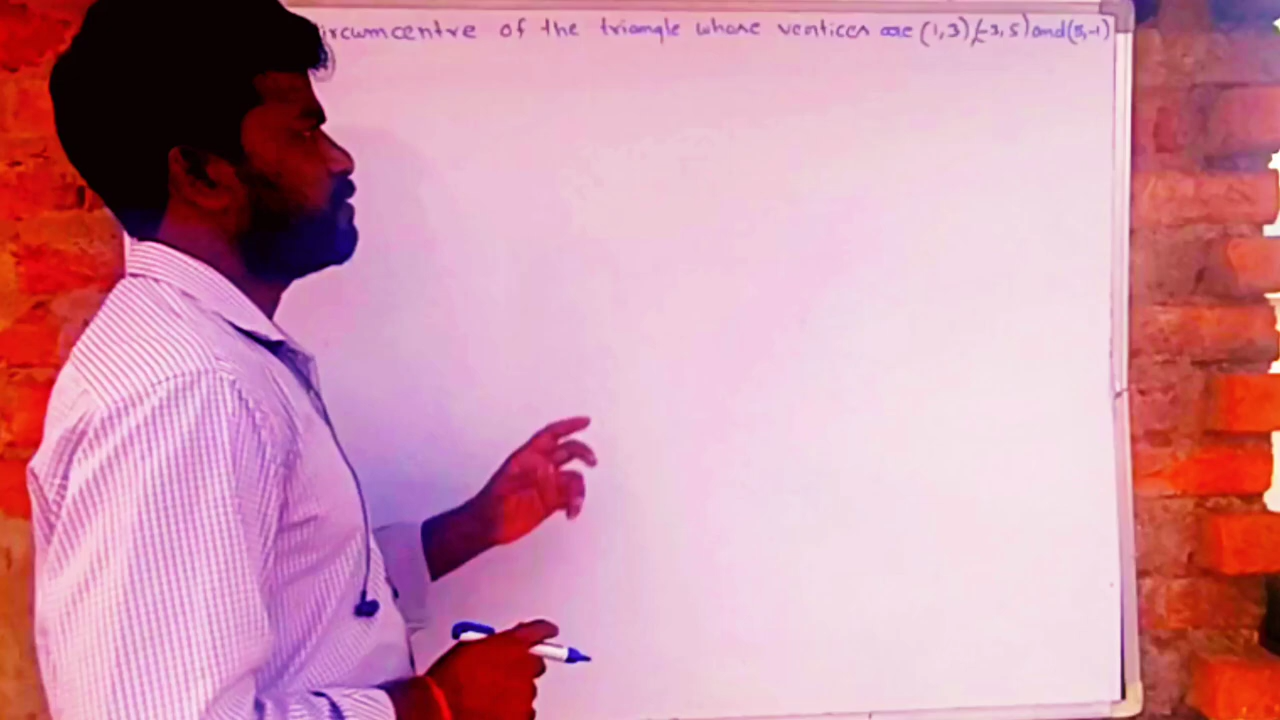 ircumcentre of the triangle whose vertices are (1,3),(-3,5) and (5,-1)